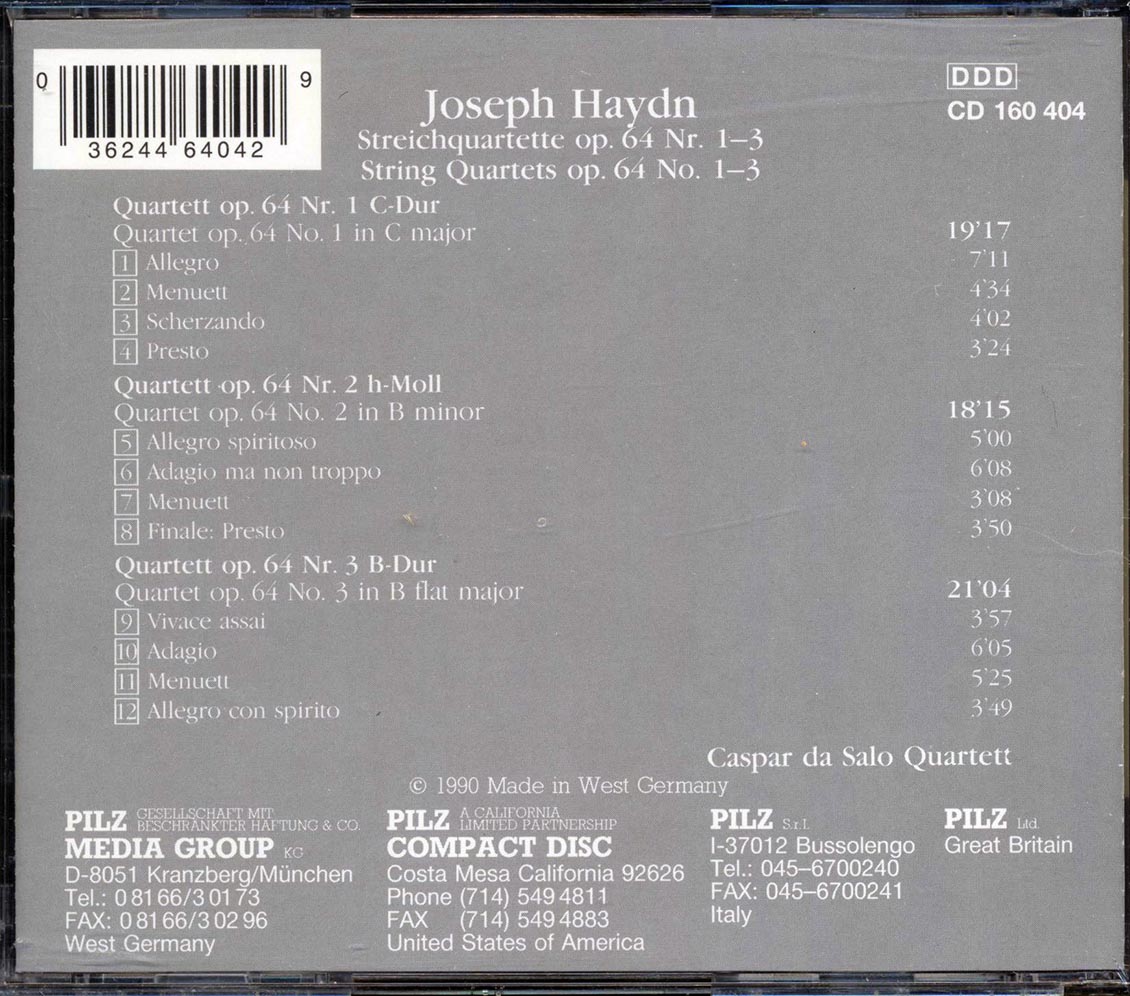 0 36244 64042 9
DDD
CD 160 404
Joseph Haydn
Streichquartette op. 64 Nr. 1–3
String Quartets op. 64 No. 1–3
Quartett op. 64 Nr. 1 C-Dur
Quartet op. 64 No. 1 in C major 19'17
1 Allegro 7'11
2 Menuett 4'34
3 Scherzando 4'02
4 Presto 3'24
Quartett op. 64 Nr. 2 h-Moll
Quartet op. 64 No. 2 in B minor 18'15
5 Allegro spiritoso 5'00
6 Adagio ma non troppo 6'08
7 Menuett 3'08
8 Finale: Presto 3'50
Quartett op. 64 Nr. 3 B-Dur
Quartet op. 64 No. 3 in B flat major 21'04
9 Vivace assai 3'57
10 Adagio 6'05
11 Menuett 5'25
12 Allegro con spirito 3'49
Caspar da Salo Quartett
© 1990 Made in West Germany
PILZ GESELLSCHAFT MIT
BESCHRANKTER HAFTUNG & CO.
MEDIA GROUP KG
D-8051 Kranzberg/München
Tel.: 0 81 66/3 01 73
FAX: 0 81 66/3 02 96
West Germany
PILZ A CALIFORNIA
LIMITED PARTNERSHIP
COMPACT DISC
Costa Mesa California 92626
Phone (714) 549 4811
FAX (714) 549 4883
United States of America
PILZ S.r.l.
I-37012 Bussolengo
Tel.: 045-6700240
FAX: 045-6700241
Italy
PILZ Ltd.
Great Britain